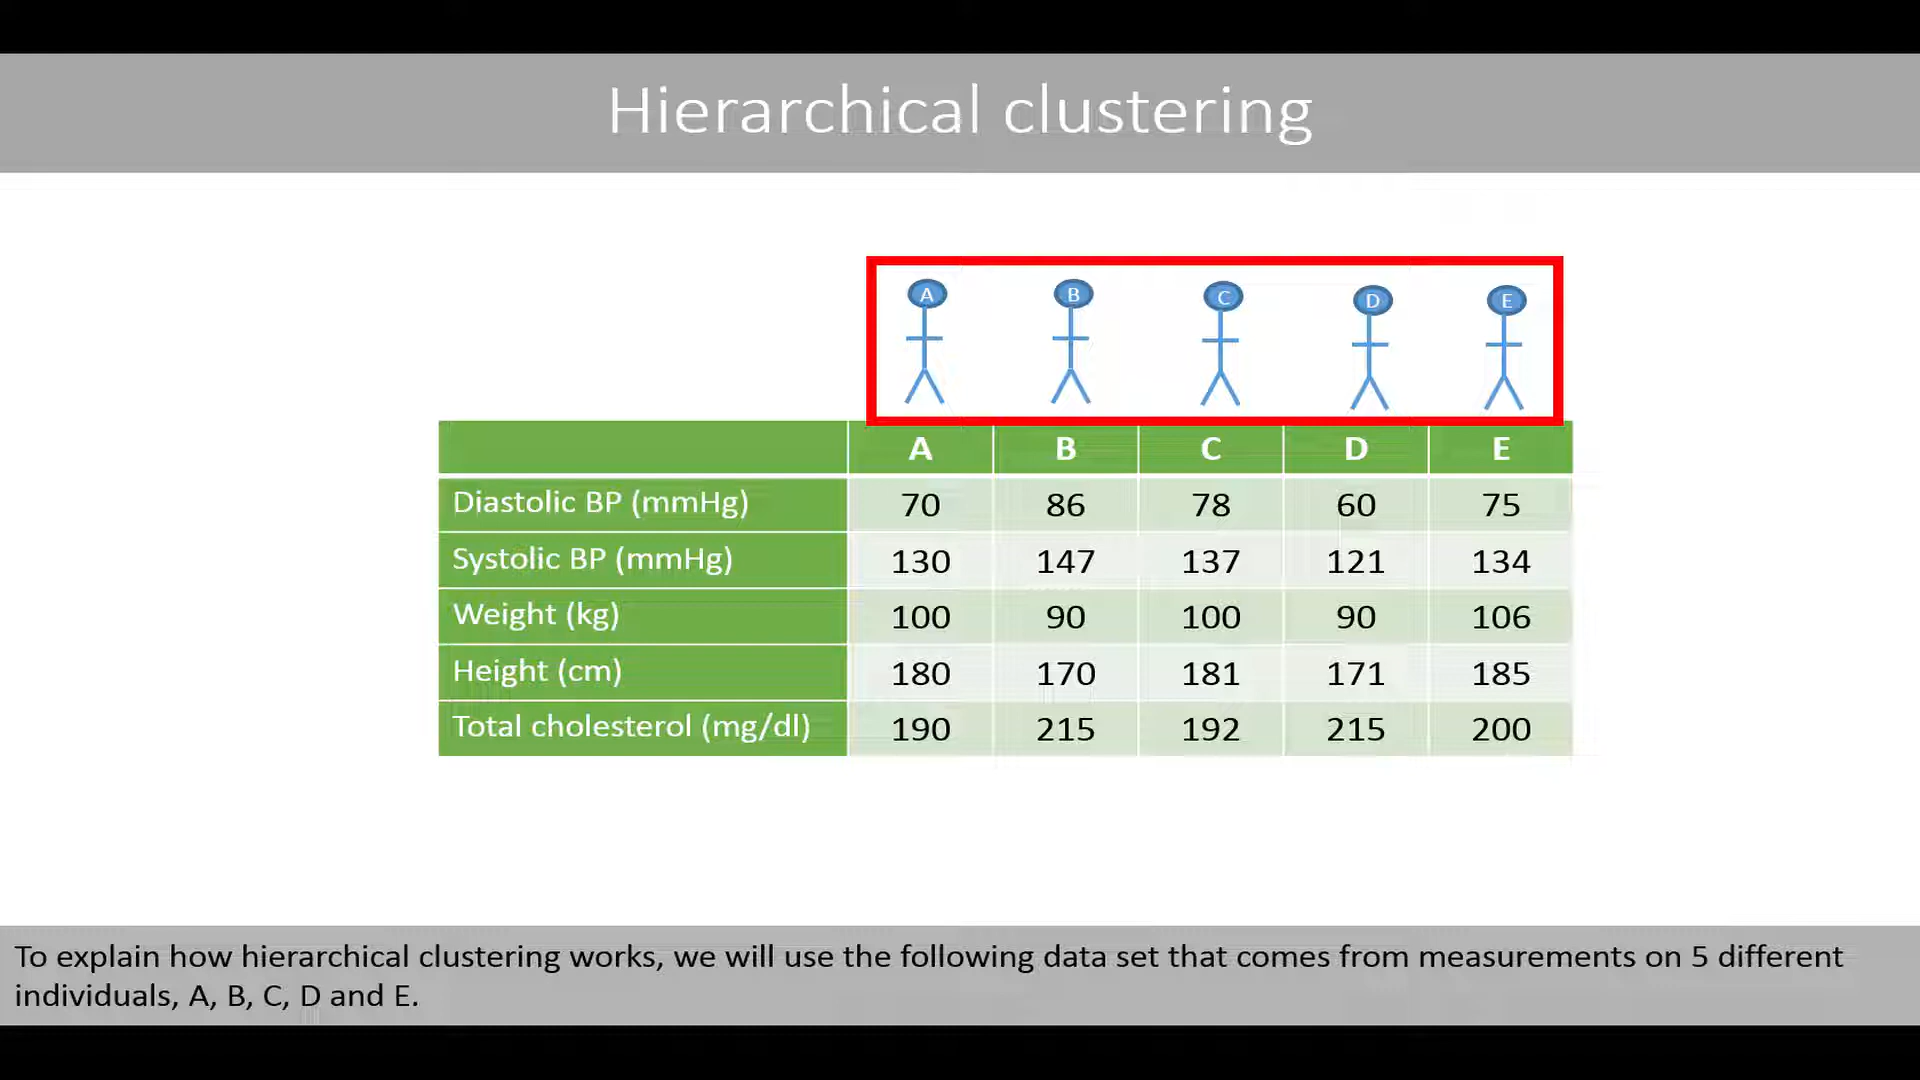 Hierarchical clustering
A B C D E
A B C D E
Diastolic BP (mmHg) 70 86 78 60 75
Systolic BP (mmHg) 130 147 137 121 134
Weight (kg) 100 90 100 90 106
Height (cm) 180 170 181 171 185
Total cholesterol (mg/dl) 190 215 192 215 200
To explain how hierarchical clustering works, we will use the following data set that comes from measurements on 5 different
individuals, A, B, C, D and E.